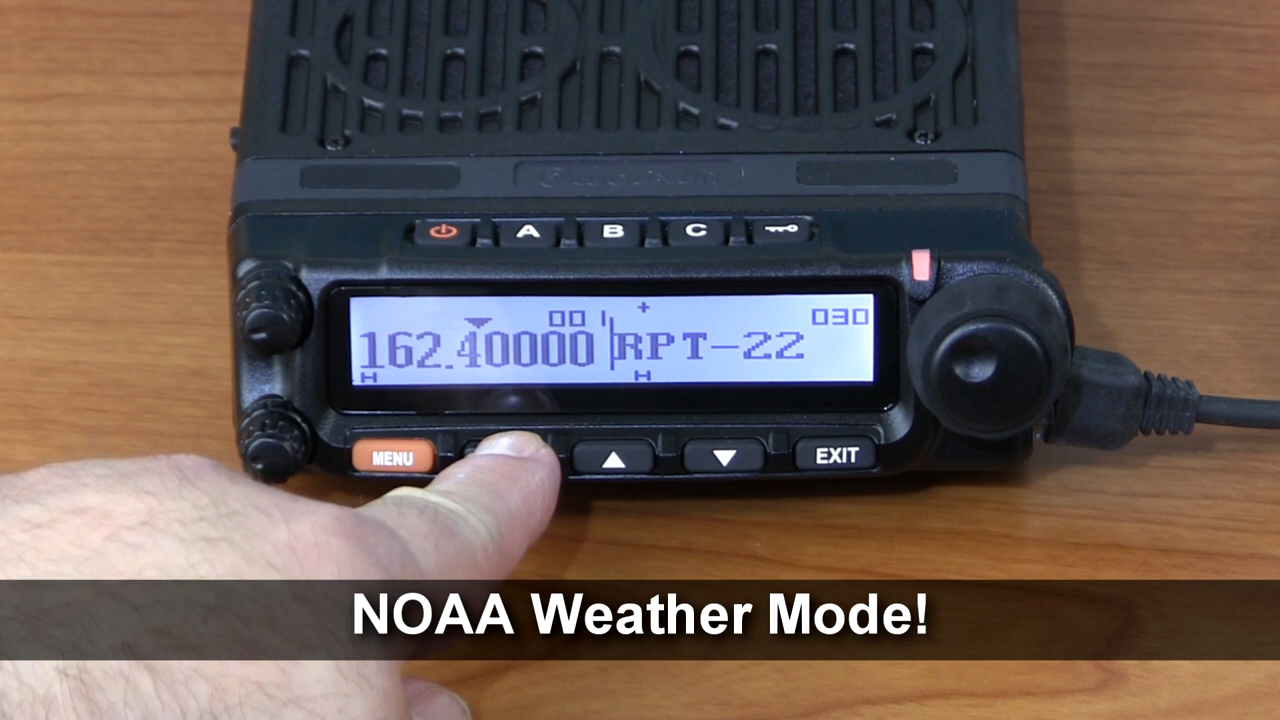 A B C
00 + 030
162.40000 RPT-22
H H
MENU ▲ ▼ EXIT
NOAA Weather Mode!